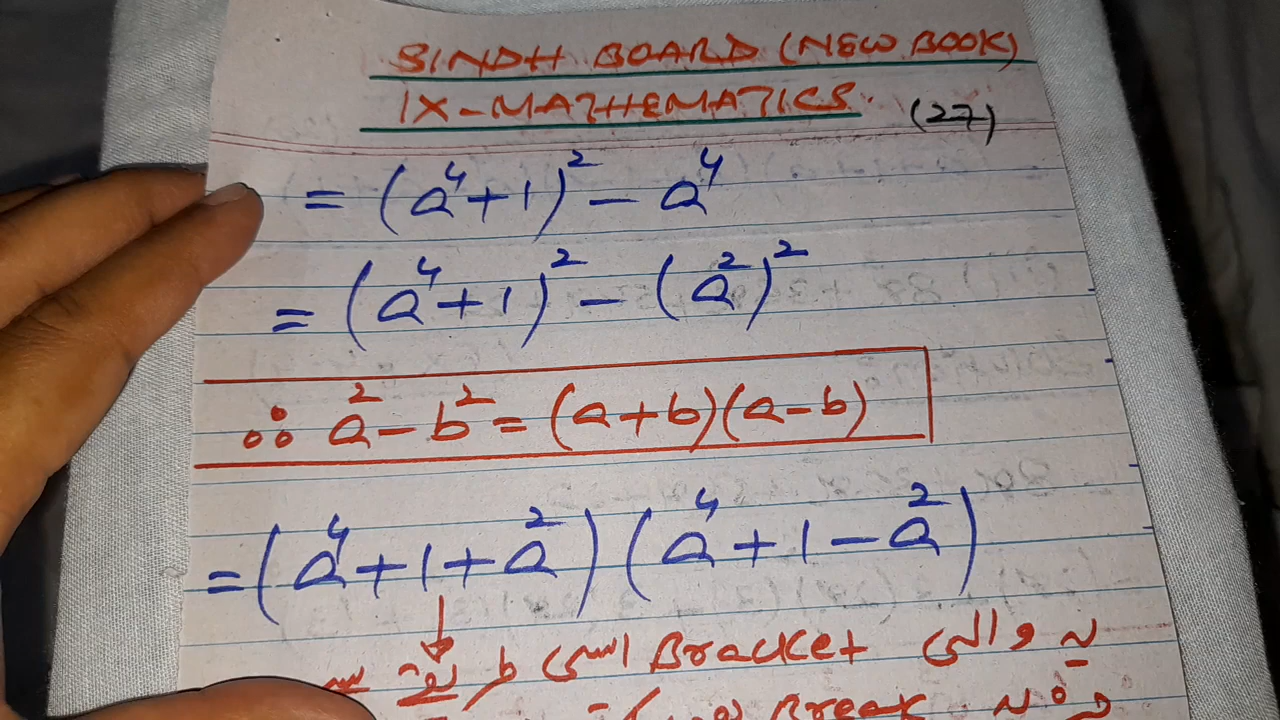 SINDH BOARD (NEW BOOK)
IX-MATHEMATICS. (27)
= (a⁴+1)² - a⁴
= (a⁴+1)² - (a²)²
∴ a² - b² = (a+b)(a-b)
= (a⁴+1+a²)(a⁴+1-a²)
یہ والی Bracket اسی طریقے سے
Break